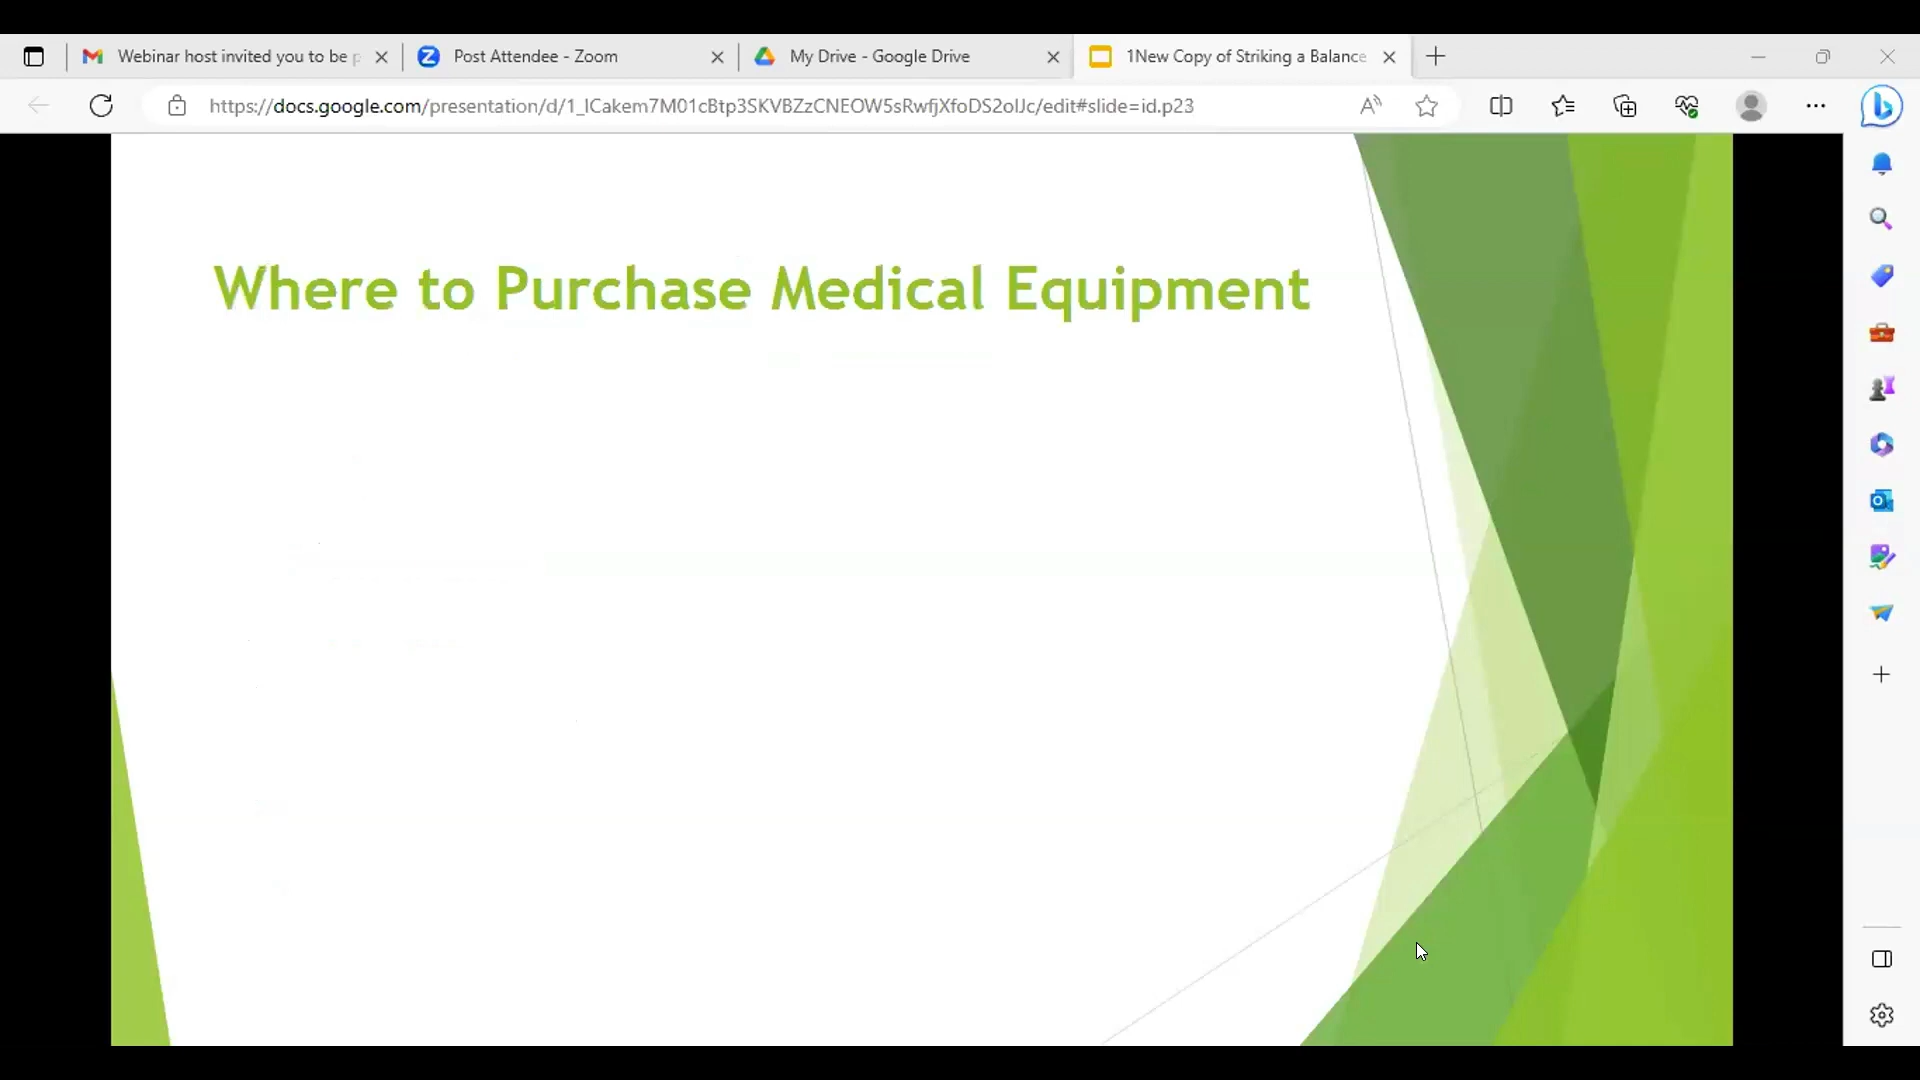 Webinar host invited you to be p
Post Attendee - Zoom
My Drive - Google Drive
1New Copy of Striking a Balance
https://docs.google.com/presentation/d/1_lCakem7M01cBtp3SKVBZzCNEOW5sRwfjXfoDS2olJc/edit#slide=id.p23
Where to Purchase Medical Equipment